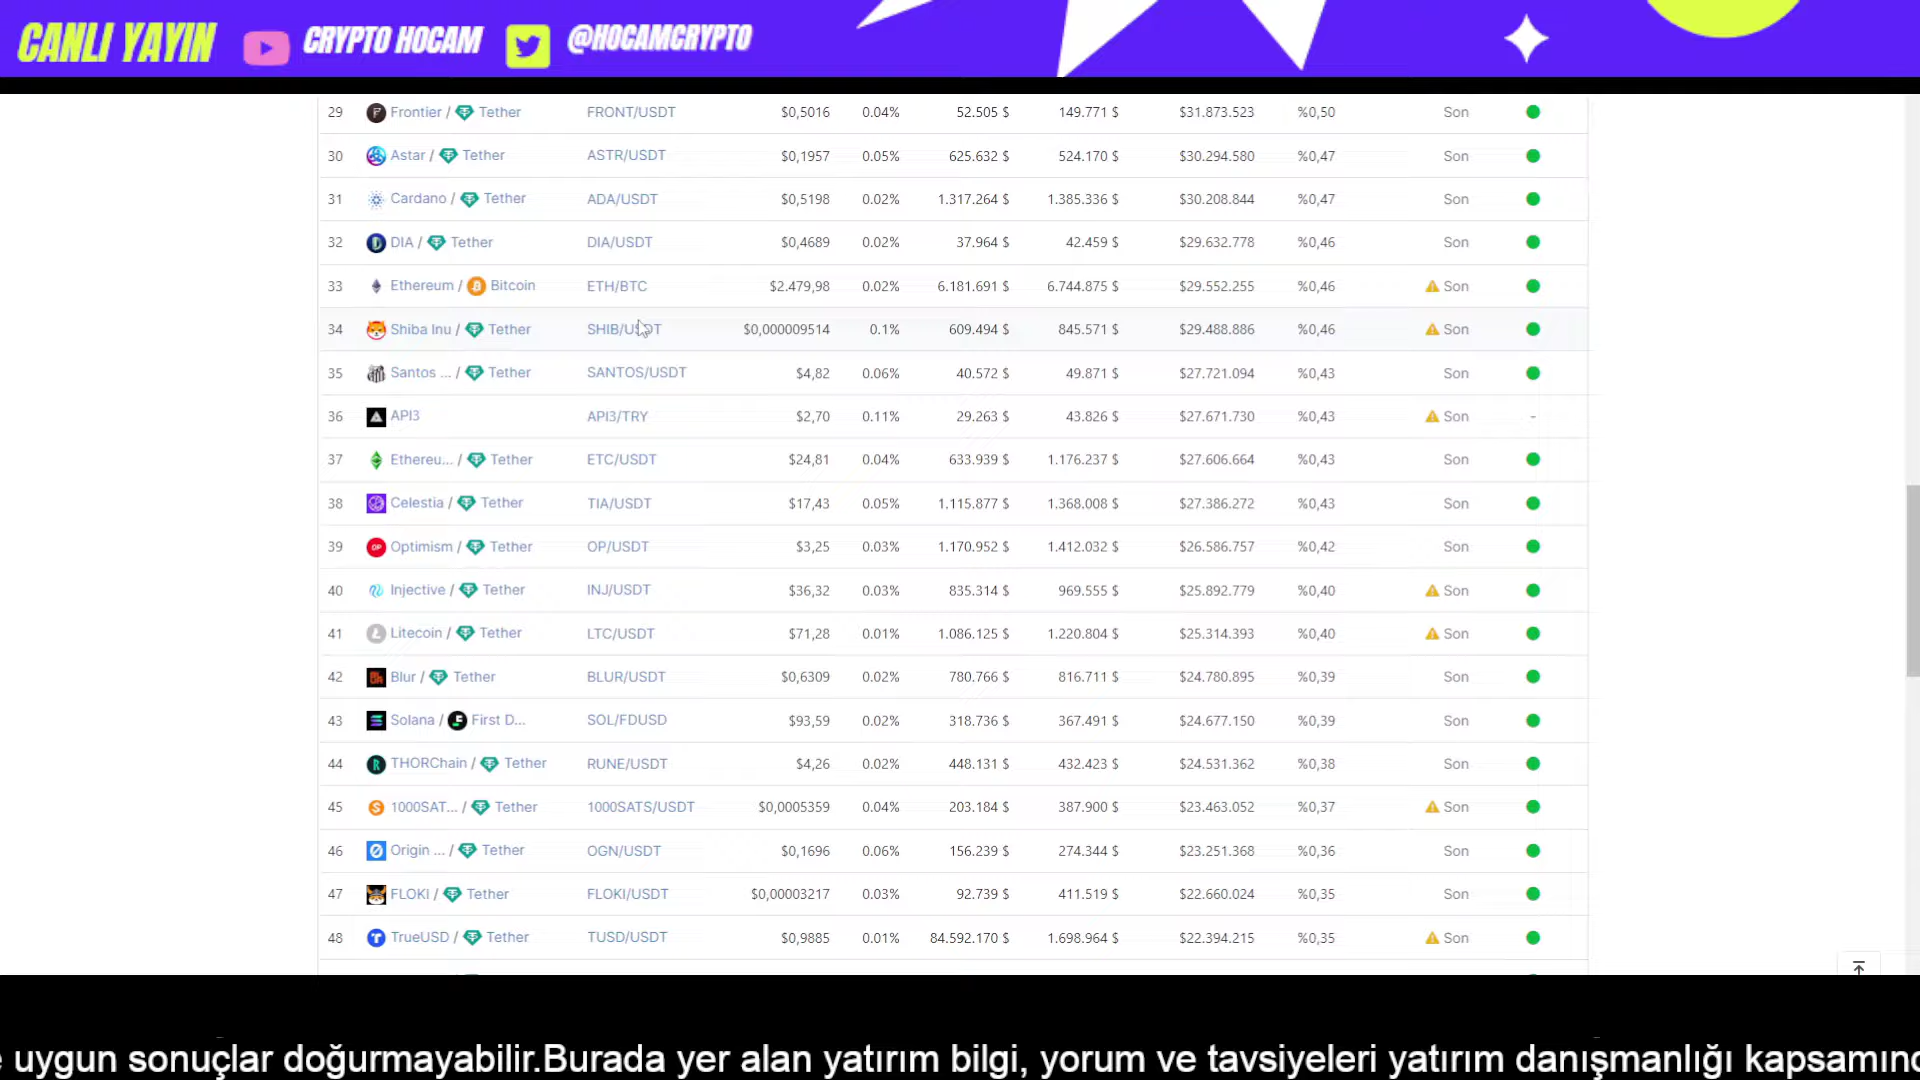 CANLI YAYIN CRYPTO HOCAM @HOCAMCRYPTO
29 Frontier / Tether FRONT/USDT $0,5016 0.04% 52.505 $ 149.771 $ $31.873.523 %0,50 Son
30 Astar / Tether ASTR/USDT $0,1957 0.05% 625.632 $ 524.170 $ $30.294.580 %0,47 Son
31 Cardano / Tether ADA/USDT $0,5198 0.02% 1.317.264 $ 1.385.336 $ $30.208.844 %0,47 Son
32 DIA / Tether DIA/USDT $0,4689 0.02% 37.964 $ 42.459 $ $29.632.778 %0,46 Son
33 Ethereum / Bitcoin ETH/BTC $2.479,98 0.02% 6.181.691 $ 6.744.875 $ $29.552.255 %0,46 Son
34 Shiba Inu / Tether SHIB/USDT $0,000009514 0.1% 609.494 $ 845.571 $ $29.488.886 %0,46 Son
35 Santos ... / Tether SANTOS/USDT $4,82 0.06% 40.572 $ 49.871 $ $27.721.094 %0,43 Son
36 API3 API3/TRY $2,70 0.11% 29.263 $ 43.826 $ $27.671.730 %0,43 Son -
37 Ethereu... / Tether ETC/USDT $24,81 0.04% 633.939 $ 1.176.237 $ $27.606.664 %0,43 Son
38 Celestia / Tether TIA/USDT $17,43 0.05% 1.115.877 $ 1.368.008 $ $27.386.272 %0,43 Son
39 Optimism / Tether OP/USDT $3,25 0.03% 1.170.952 $ 1.412.032 $ $26.586.757 %0,42 Son
40 Injective / Tether INJ/USDT $36,32 0.03% 835.314 $ 969.555 $ $25.892.779 %0,40 Son
41 Litecoin / Tether LTC/USDT $71,28 0.01% 1.086.125 $ 1.220.804 $ $25.314.393 %0,40 Son
42 Blur / Tether BLUR/USDT $0,6309 0.02% 780.766 $ 816.711 $ $24.780.895 %0,39 Son
43 Solana / First D... SOL/FDUSD $93,59 0.02% 318.736 $ 367.491 $ $24.677.150 %0,39 Son
44 THORChain / Tether RUNE/USDT $4,26 0.02% 448.131 $ 432.423 $ $24.531.362 %0,38 Son
45 1000SAT... / Tether 1000SATS/USDT $0,0005359 0.04% 203.184 $ 387.900 $ $23.463.052 %0,37 Son
46 Origin ... / Tether OGN/USDT $0,1696 0.06% 156.239 $ 274.344 $ $23.251.368 %0,36 Son
47 FLOKI / Tether FLOKI/USDT $0,00003217 0.03% 92.739 $ 411.519 $ $22.660.024 %0,35 Son
48 TrueUSD / Tether TUSD/USDT $0,9885 0.01% 84.592.170 $ 1.698.964 $ $22.394.215 %0,35 Son
e uygun sonuçlar doğurmayabilir.Burada yer alan yatırım bilgi, yorum ve tavsiyeleri yatırım danışmanlığı kapsamınd